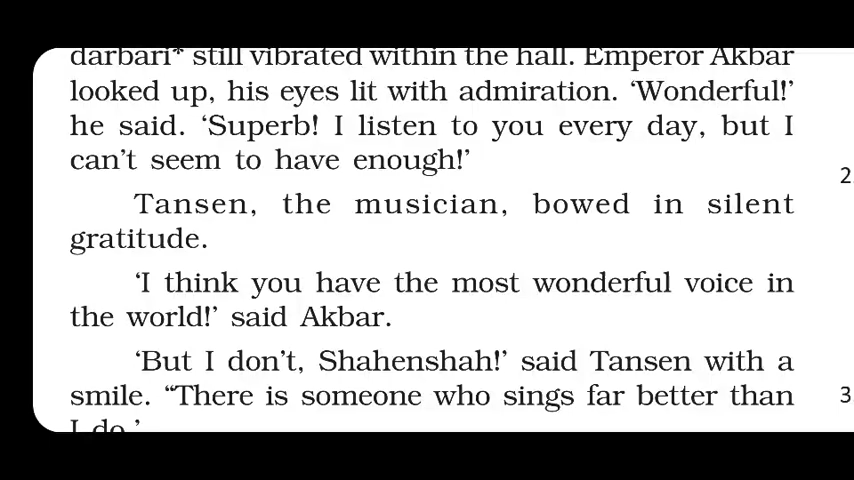 darbari* still vibrated within the hall. Emperor Akbar
looked up, his eyes lit with admiration. ‘Wonderful!’
he said. ‘Superb! I listen to you every day, but I
can’t seem to have enough!’
Tansen, the musician, bowed in silent
gratitude.
‘I think you have the most wonderful voice in
the world!’ said Akbar.
‘But I don’t, Shahenshah!’ said Tansen with a
smile. “There is someone who sings far better than
I do.’
2
3